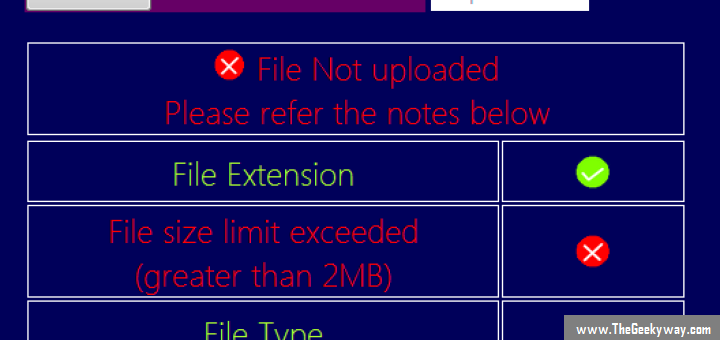 File Not uploaded
Please refer the notes below
File Extension
File size limit exceeded
(greater than 2MB)
File Type
www.TheGeekyway.com